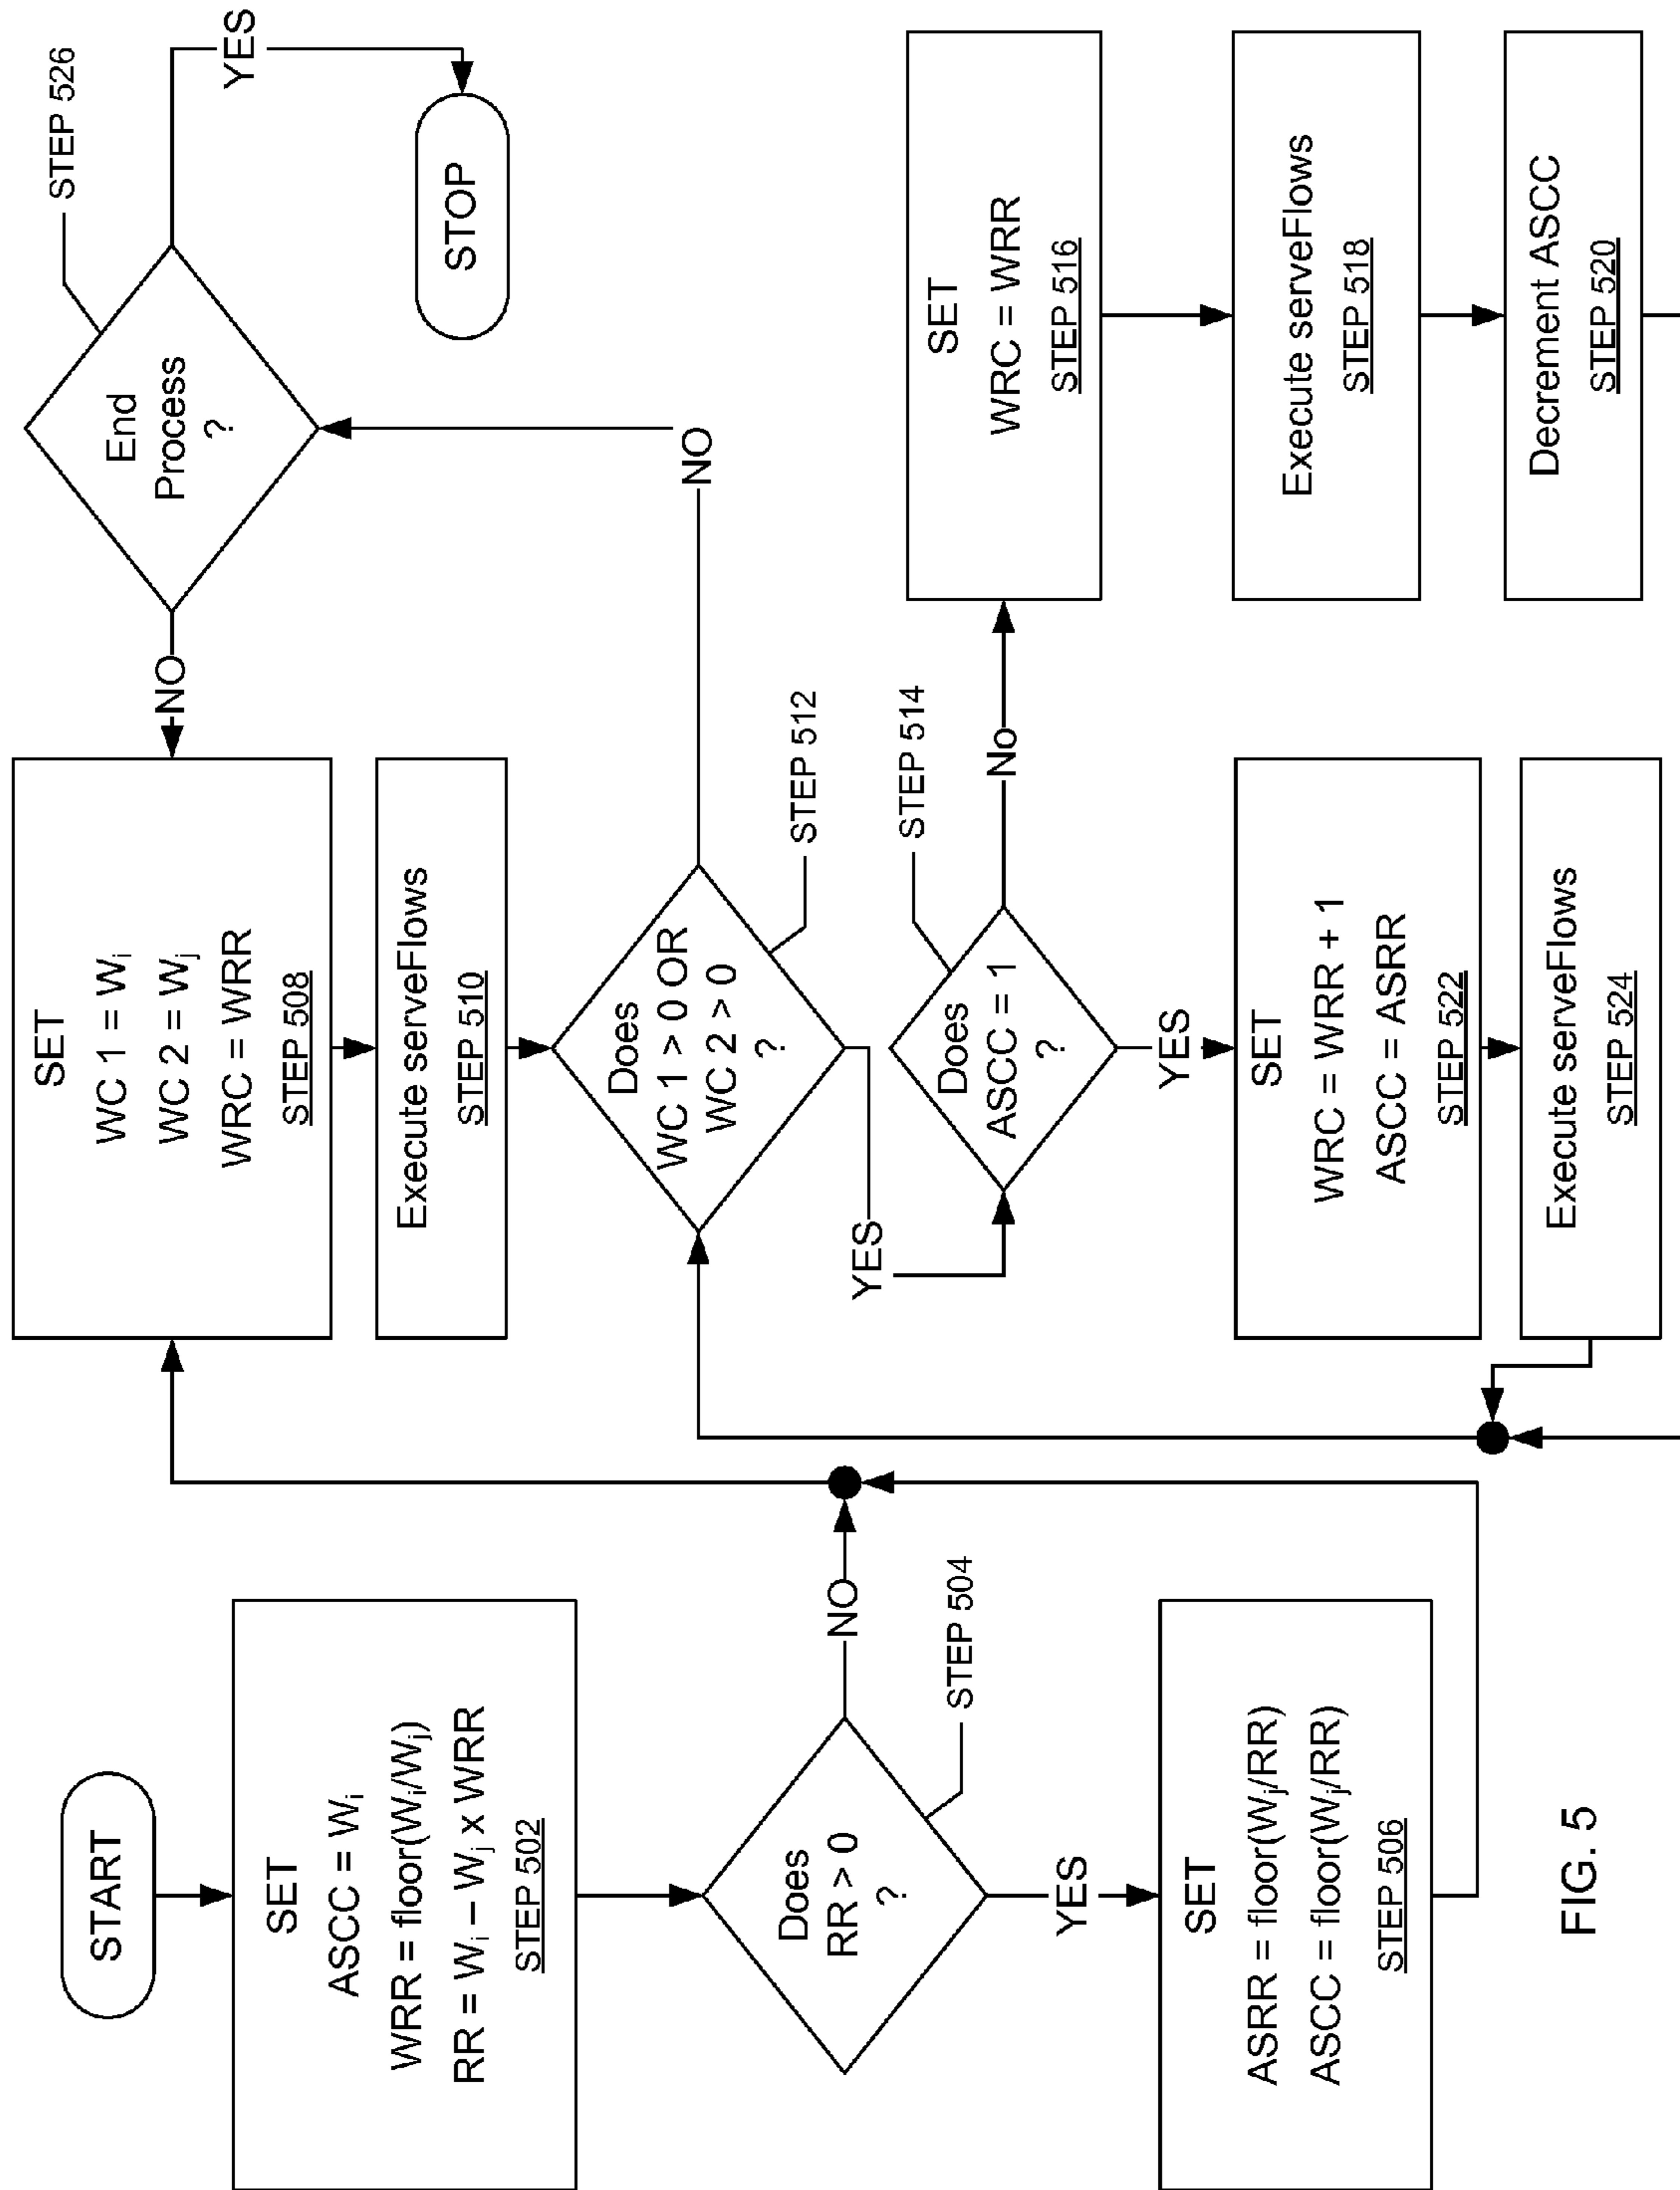 START
SET
ASCC = Wi
WRR = floor(Wi/Wj)
RR = Wi – Wj x WRR
STEP 502
Does
RR > 0
?
STEP 504
NO
YES
SET
ASRR = floor(Wj/RR)
ASCC = floor(Wj/RR)
STEP 506
SET
WC 1 = Wi
WC 2 = Wj
WRC = WRR
STEP 508
Execute serveFlows
STEP 510
Does
WC 1 > 0 OR
WC 2 > 0
?
STEP 512
NO
YES
Does
ASCC = 1
?
STEP 514
No
YES
SET
WRC = WRR + 1
ASCC = ASRR
STEP 522
Execute serveFlows
STEP 524
End
Process
?
STEP 526
NO
YES
STOP
SET
WRC = WRR
STEP 516
Execute serveFlows
STEP 518
Decrement ASCC
STEP 520
FIG. 5